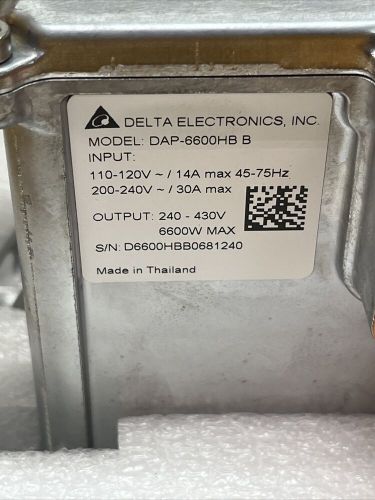 DELTA ELECTRONICS, INC.
MODEL: DAP-6600HB B
INPUT:
110-120V ~ / 14A max 45-75Hz
200-240V ~ / 30A max
OUTPUT: 240 - 430V
6600W MAX
S/N: D6600HBB0681240
Made in Thailand